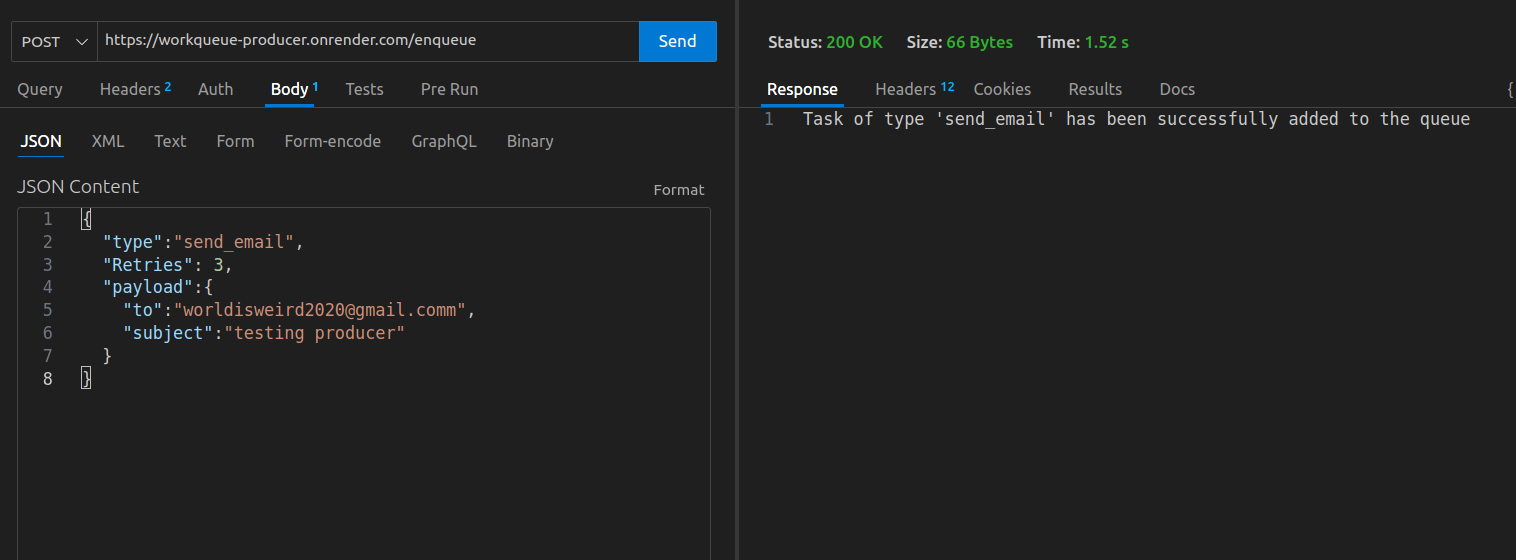 POST https://workqueue-producer.onrender.com/enqueue Send
Query Headers 2 Auth Body 1 Tests Pre Run
JSON XML Text Form Form-encode GraphQL Binary
JSON Content Format
1 {
2 "type":"send_email",
3 "Retries": 3,
4 "payload":{
5 "to":"worldisweird2020@gmail.comm",
6 "subject":"testing producer"
7 }
8 }
Status: 200 OK Size: 66 Bytes Time: 1.52 s
Response Headers 12 Cookies Results Docs {
1 Task of type 'send_email' has been successfully added to the queue